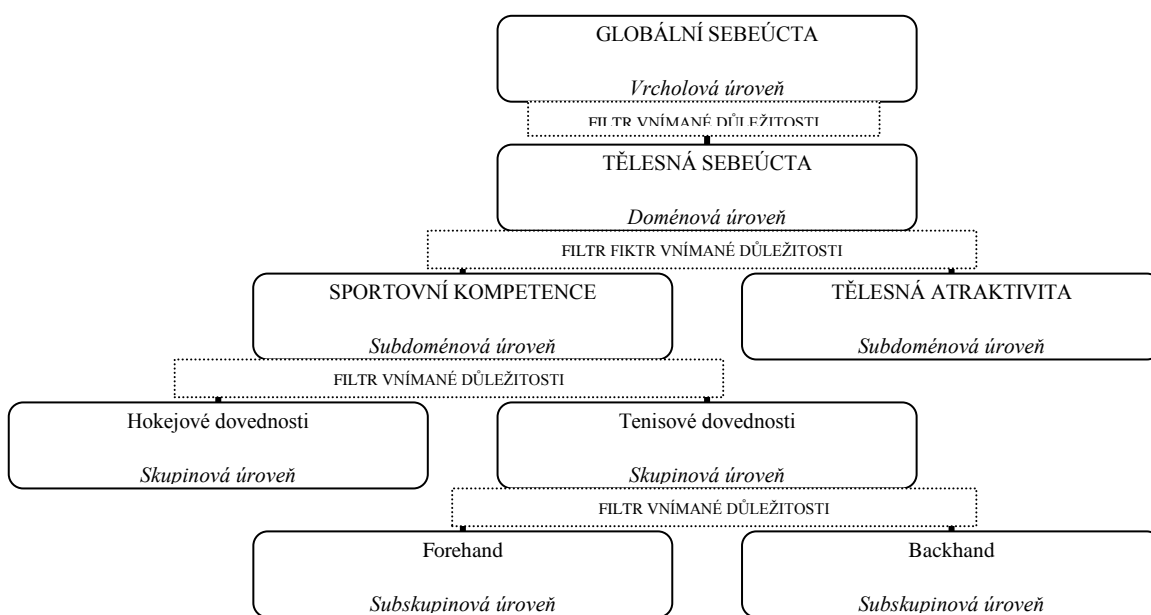 GLOBÁLNÍ SEBEÚCTA
Vrcholová úroveň
FILTR VNÍMANÉ DŮLEŽITOSTI
TĚLESNÁ SEBEÚCTA
Doménová úroveň
FILTR FIKTR VNÍMANÉ DŮLEŽITOSTI
SPORTOVNÍ KOMPETENCE
TĚLESNÁ ATRAKTIVITA
Subdoménová úroveň
Subdoménová úroveň
FILTR VNÍMANÉ DŮLEŽITOSTI
Hokejové dovednosti
Tenisové dovednosti
Skupinová úroveň
Skupinová úroveň
FILTR VNÍMANÉ DŮLEŽITOSTI
Forehand
Backhand
Subskupinová úroveň
Subskupinová úroveň